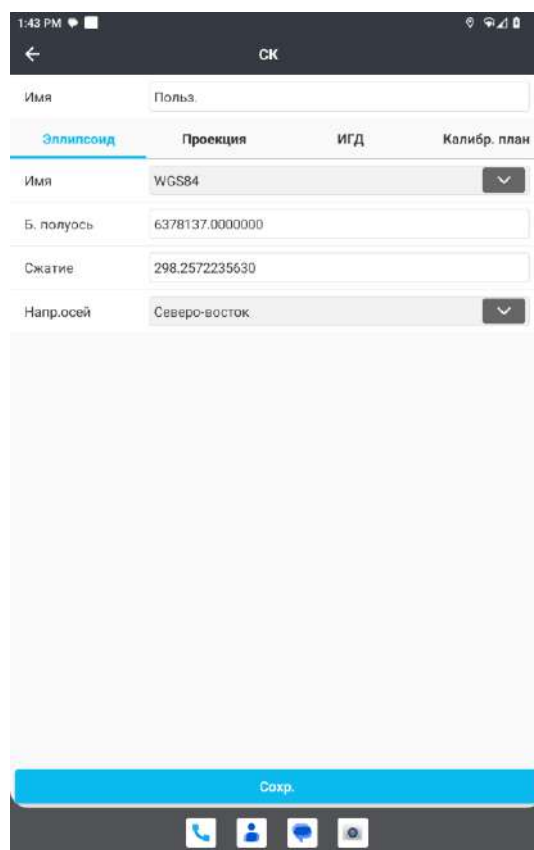 1:43 PM
СК
Имя Польз.
Эллипсоид Проекция ИГД Калибр. план
Имя WGS84
Б. полуось 6378137.0000000
Сжатие 298.2572235630
Напр.осей Северо-восток
Сохр.